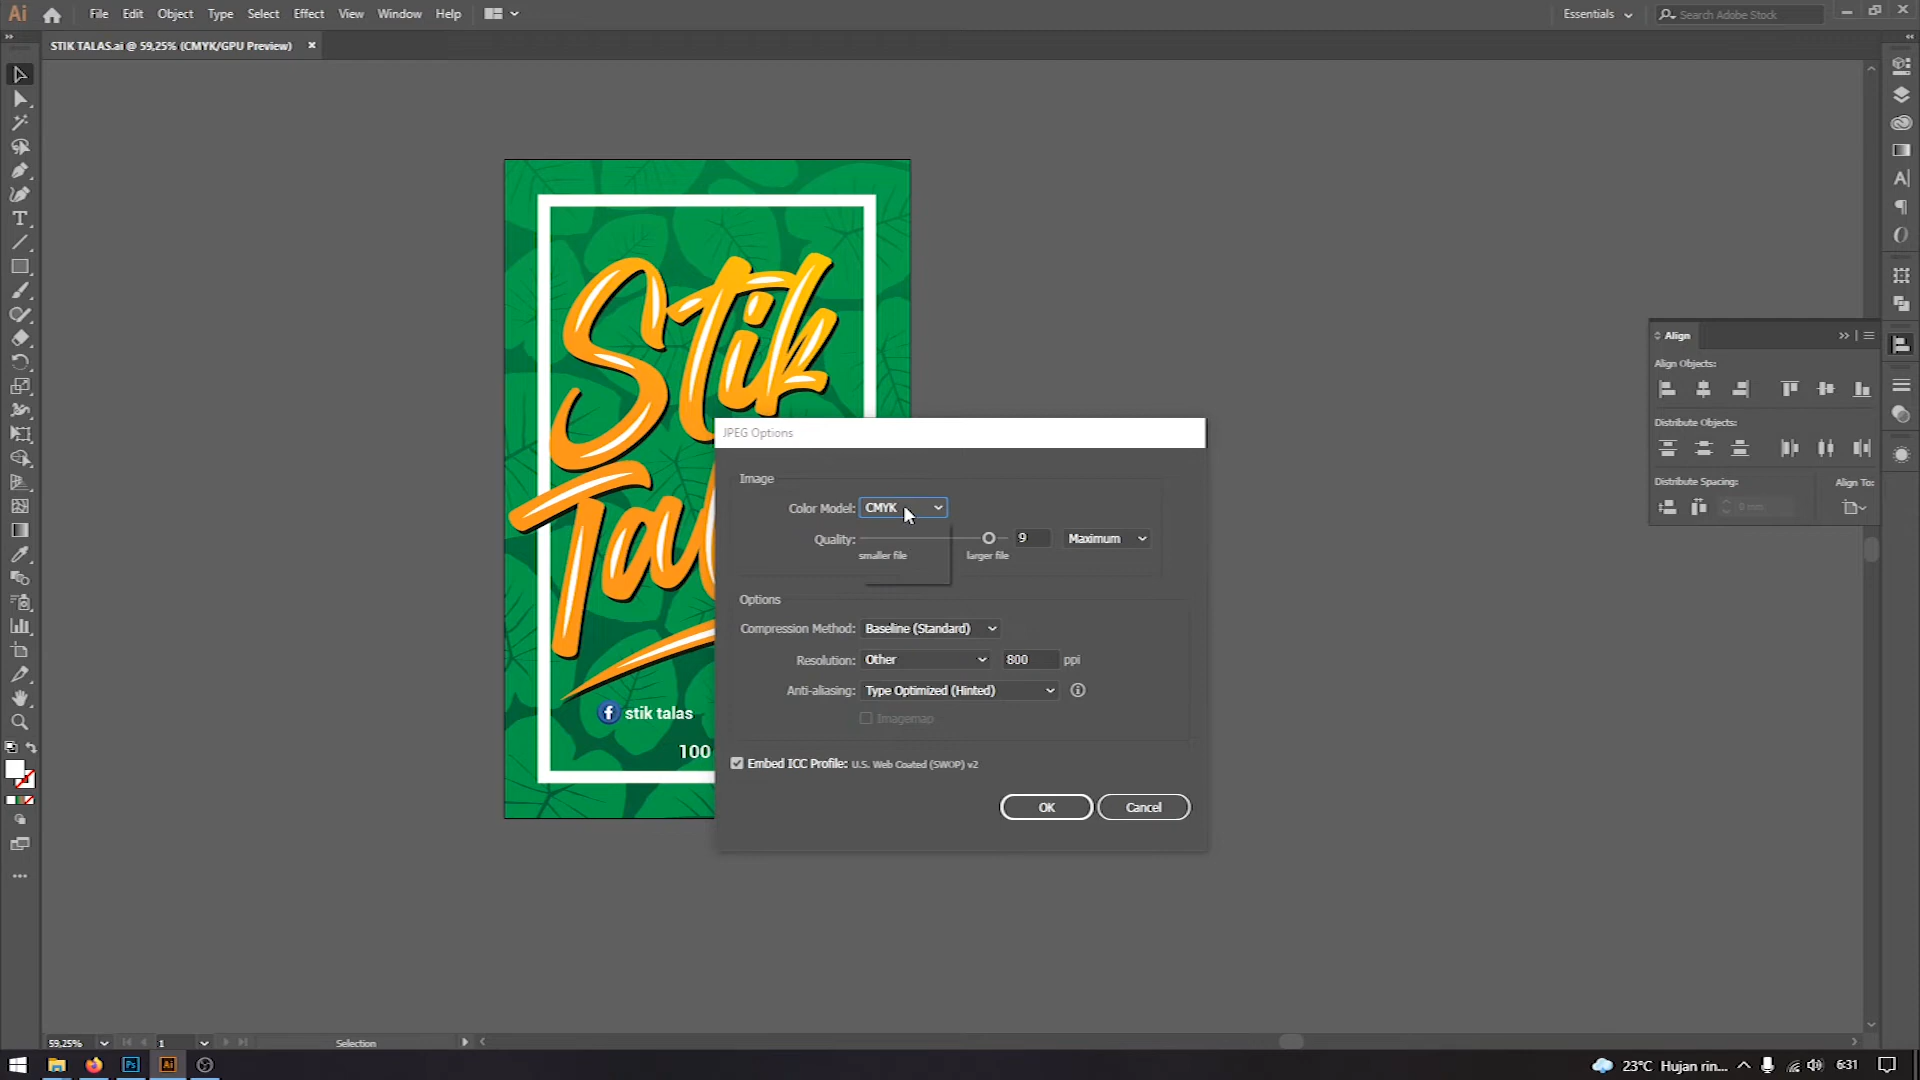 Ai File Edit Object Type Select Effect View Window Help Essentials Search Adobe Stock
STIK TALAS.ai @ 59,25% (CMYK/GPU Preview)
Stik
Talas
stik talas
100
JPEG Options
Image
Color Model: CMYK
Quality: 9 Maximum
smaller file larger file
Options
Compression Method: Baseline (Standard)
Resolution: Other 800 ppi
Anti-aliasing: Type Optimized (Hinted)
Imagemap
Embed ICC Profile: U.S. Web Coated (SWOP) v2
OK Cancel
Align
Align Objects:
Distribute Objects:
Distribute Spacing: Align To:
0 mm
59,25% 1 Selection
Ps Ai 23°C Hujan rin... 6:31